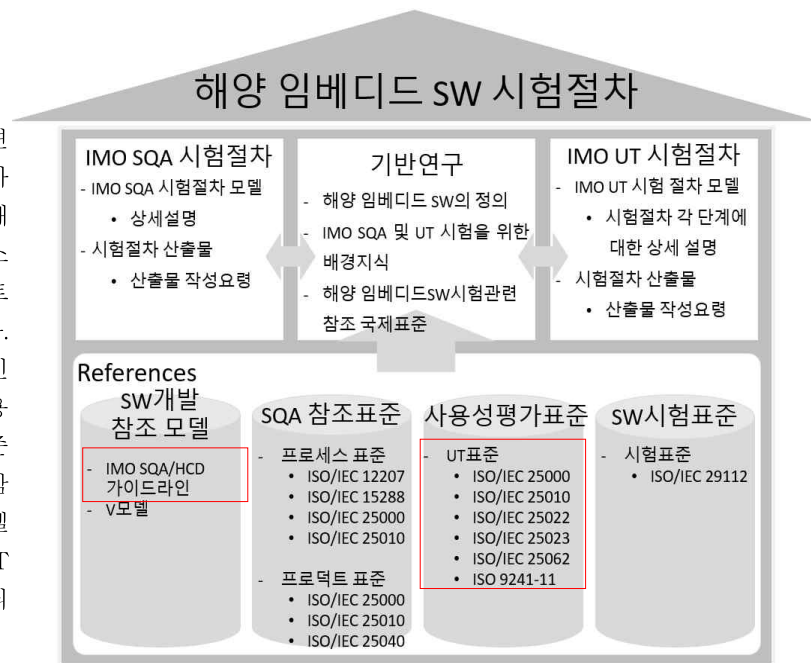 해양 임베디드 SW 시험절차
IMO SQA 시험절차
- IMO SQA 시험절차 모델
• 상세설명
- 시험절차 산출물
• 산출물 작성요령
기반연구
- 해양 임베디드 SW의 정의
- IMO SQA 및 UT 시험을 위한
배경지식
- 해양 임베디드SW시험관련
참조 국제표준
IMO UT 시험절차
- IMO UT 시험 절차 모델
• 시험절차 각 단계에
대한 상세 설명
- 시험절차 산출물
• 산출물 작성요령
References
SW개발
참조 모델
- IMO SQA/HCD
가이드라인
- V모델
SQA 참조표준
- 프로세스 표준
• ISO/IEC 12207
• ISO/IEC 15288
• ISO/IEC 25000
• ISO/IEC 25010
- 프로덕트 표준
• ISO/IEC 25000
• ISO/IEC 25010
• ISO/IEC 25040
사용성평가표준
- UT표준
• ISO/IEC 25000
• ISO/IEC 25010
• ISO/IEC 25022
• ISO/IEC 25023
• ISO/IEC 25062
• ISO 9241-11
SW시험표준
- 시험표준
• ISO/IEC 29112